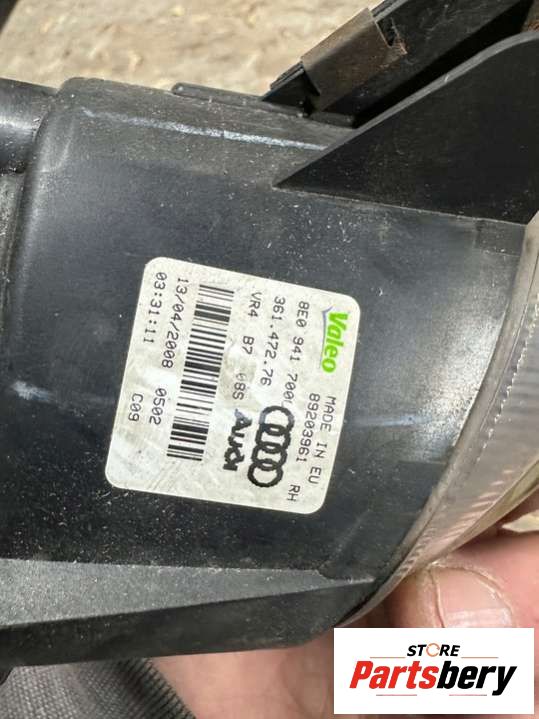 Valeo MADE IN EU
8E0 941 700 89203961 RH
361.472.76
VR4 B7 08S Audi
13/04/2008 0502
03:31:11 C09
STORE
Partsbery